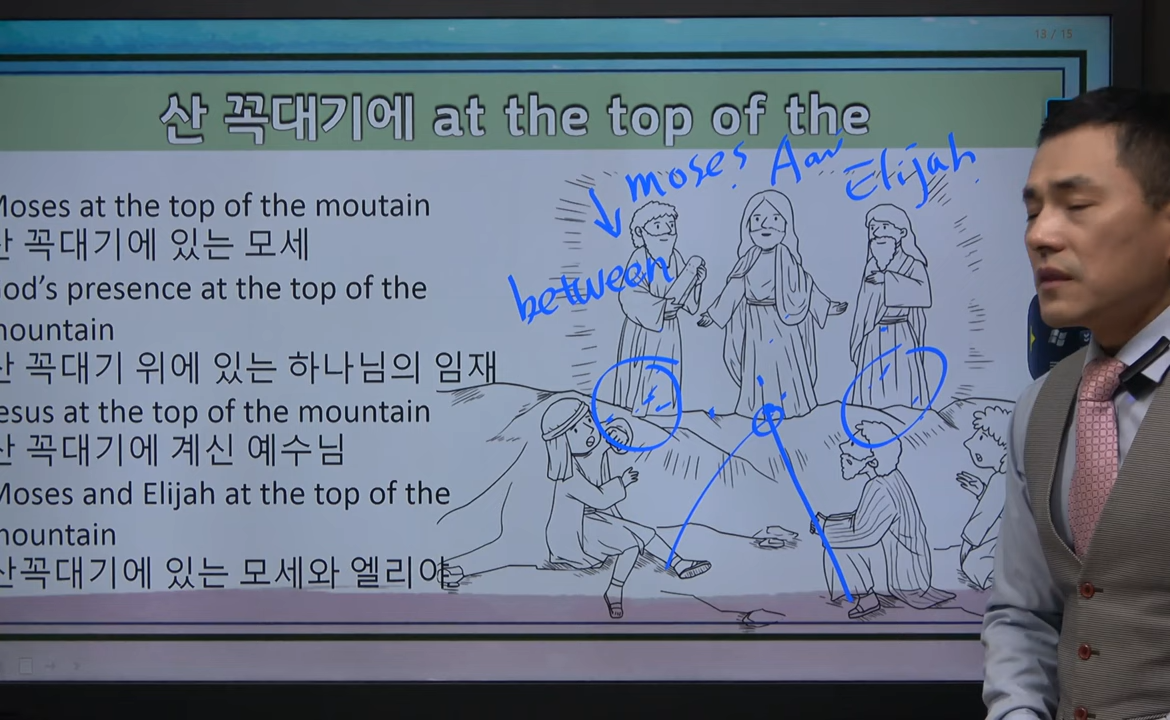 13 / 15
산 꼭대기에 at the top of the
Moses at the top of the moutain
산 꼭대기에 있는 모세
God's presence at the top of the
mountain
산 꼭대기 위에 있는 하나님의 임재
Jesus at the top of the mountain
산 꼭대기에 계신 예수님
Moses and Elijah at the top of the
mountain
산꼭대기에 있는 모세와 엘리야
moses
Elijah
between